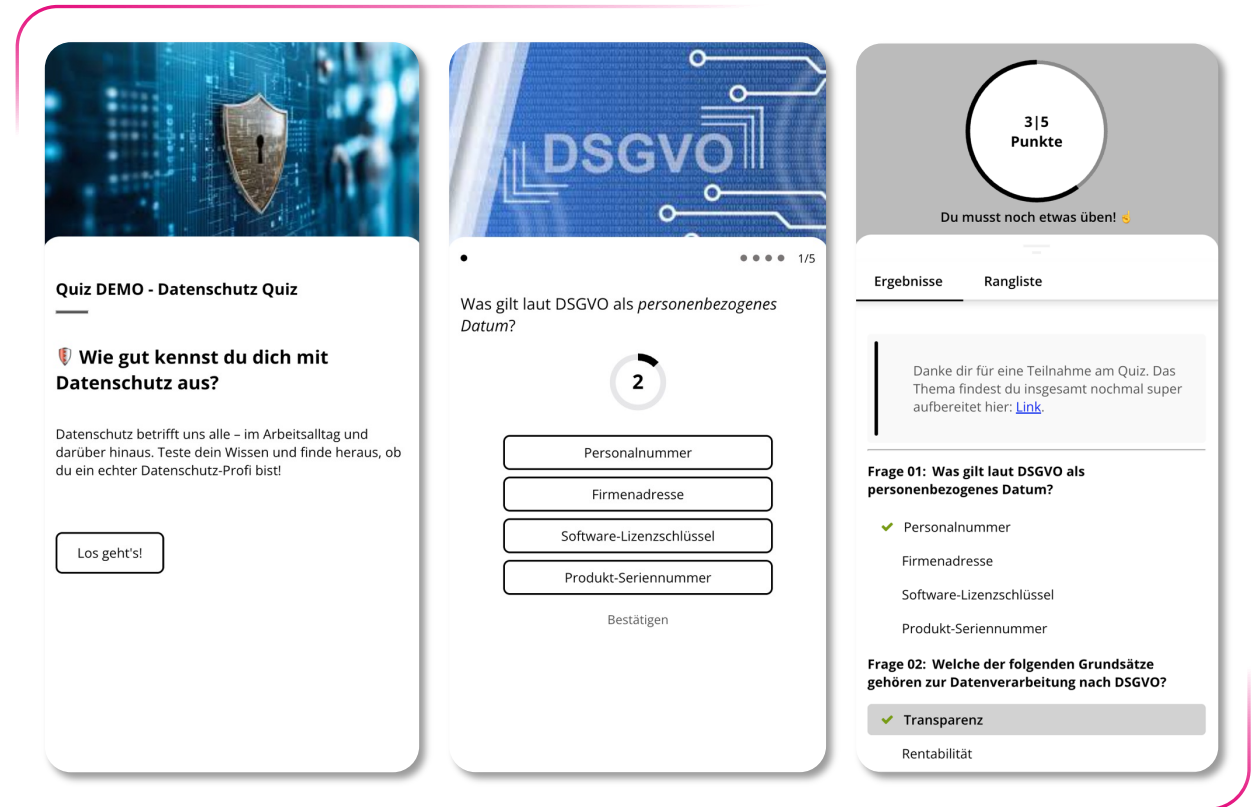 Quiz DEMO - Datenschutz Quiz
🛡️ Wie gut kennst du dich mit
Datenschutz aus?
Datenschutz betrifft uns alle – im Arbeitsalltag und
darüber hinaus. Teste dein Wissen und finde heraus, ob
du ein echter Datenschutz-Profi bist!
Los geht's!
DSGVO
1/5
Was gilt laut DSGVO als personenbezogenes
Datum?
2
Personalnummer
Firmenadresse
Software-Lizenzschlüssel
Produkt-Seriennummer
Bestätigen
3|5
Punkte
Du musst noch etwas üben! ☝️
Ergebnisse Rangliste
Danke dir für eine Teilnahme am Quiz. Das
Thema findest du insgesamt nochmal super
aufbereitet hier: Link.
Frage 01: Was gilt laut DSGVO als
personenbezogenes Datum?
✔ Personalnummer
Firmenadresse
Software-Lizenzschlüssel
Produkt-Seriennummer
Frage 02: Welche der folgenden Grundsätze
gehören zur Datenverarbeitung nach DSGVO?
✔ Transparenz
Rentabilität